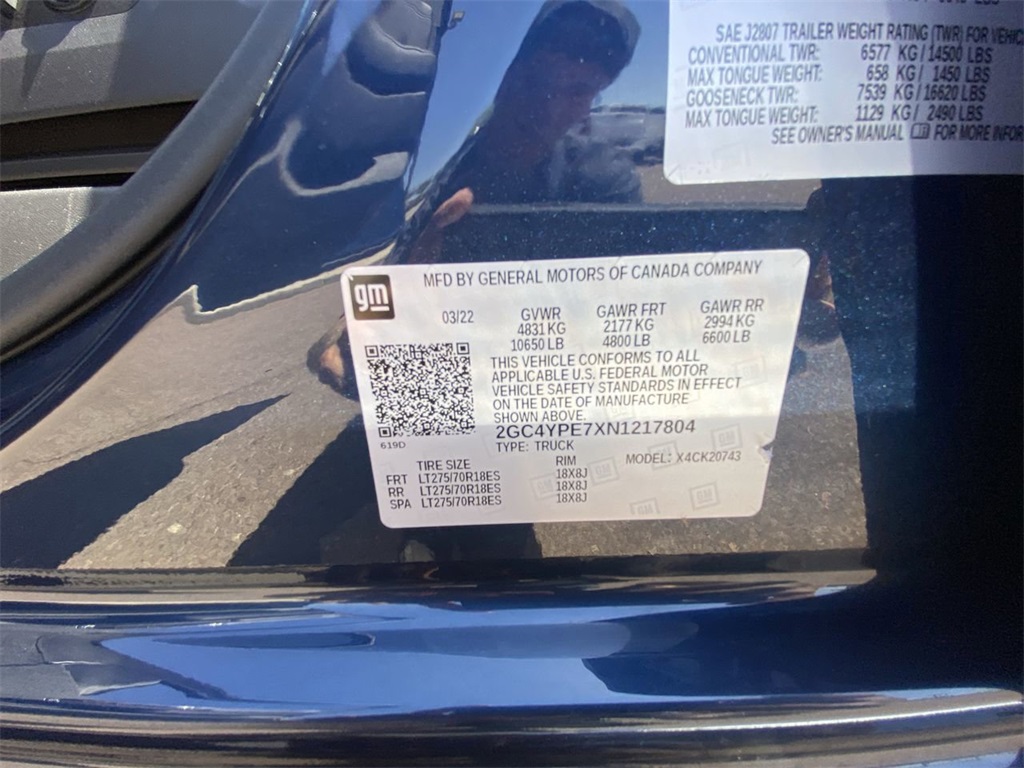 SAE J2807 TRAILER WEIGHT RATING (TWR) FOR
CONVENTIONAL TWR: 6577 KG / 14500 LBS
MAX TONGUE WEIGHT: 658 KG / 1450 LBS
GOOSENECK TWR: 7539 KG / 16620 LBS
MAX TONGUE WEIGHT: 1129 KG / 2490 LBS
SEE OWNER'S MANUAL FOR MORE
gm
MFD BY GENERAL MOTORS OF CANADA COMPANY
03/22 GVWR GAWR FRT GAWR RR
4831 KG 2177 KG 2994 KG
10650 LB 4800 LB 6600 LB
THIS VEHICLE CONFORMS TO ALL
APPLICABLE U.S. FEDERAL MOTOR
VEHICLE SAFETY STANDARDS IN EFFECT
ON THE DATE OF MANUFACTURE
SHOWN ABOVE.
2GC4YPE7XN1217804
619D TYPE: TRUCK MODEL: X4CK20743
TIRE SIZE RIM
FRT LT275/70R18ES 18X8J
RR LT275/70R18ES 18X8J
SPA LT275/70R18ES 18X8J